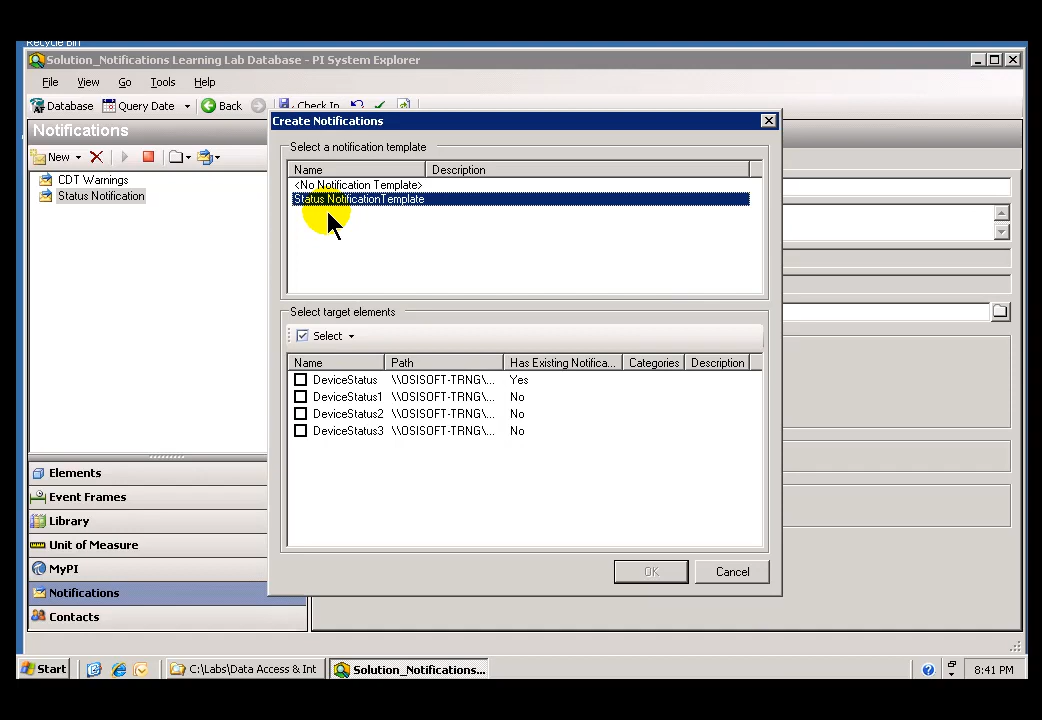 Recycle Bin
Solution_Notifications Learning Lab Database - PI System Explorer
File View Go Tools Help
Database Query Date Back Check In
Notifications
New
CDT Warnings
Status Notification
Create Notifications
Select a notification template
Name Description
<No Notification Template>
Status NotificationTemplate
Select target elements
Select
Name Path Has Existing Notifica... Categories Description
DeviceStatus \\OSISOFT-TRNG\... Yes
DeviceStatus1 \\OSISOFT-TRNG\... No
DeviceStatus2 \\OSISOFT-TRNG\... No
DeviceStatus3 \\OSISOFT-TRNG\... No
OK Cancel
Elements
Event Frames
Library
Unit of Measure
MyPI
Notifications
Contacts
Start C:\Labs\Data Access & Int Solution_Notifications... 8:41 PM